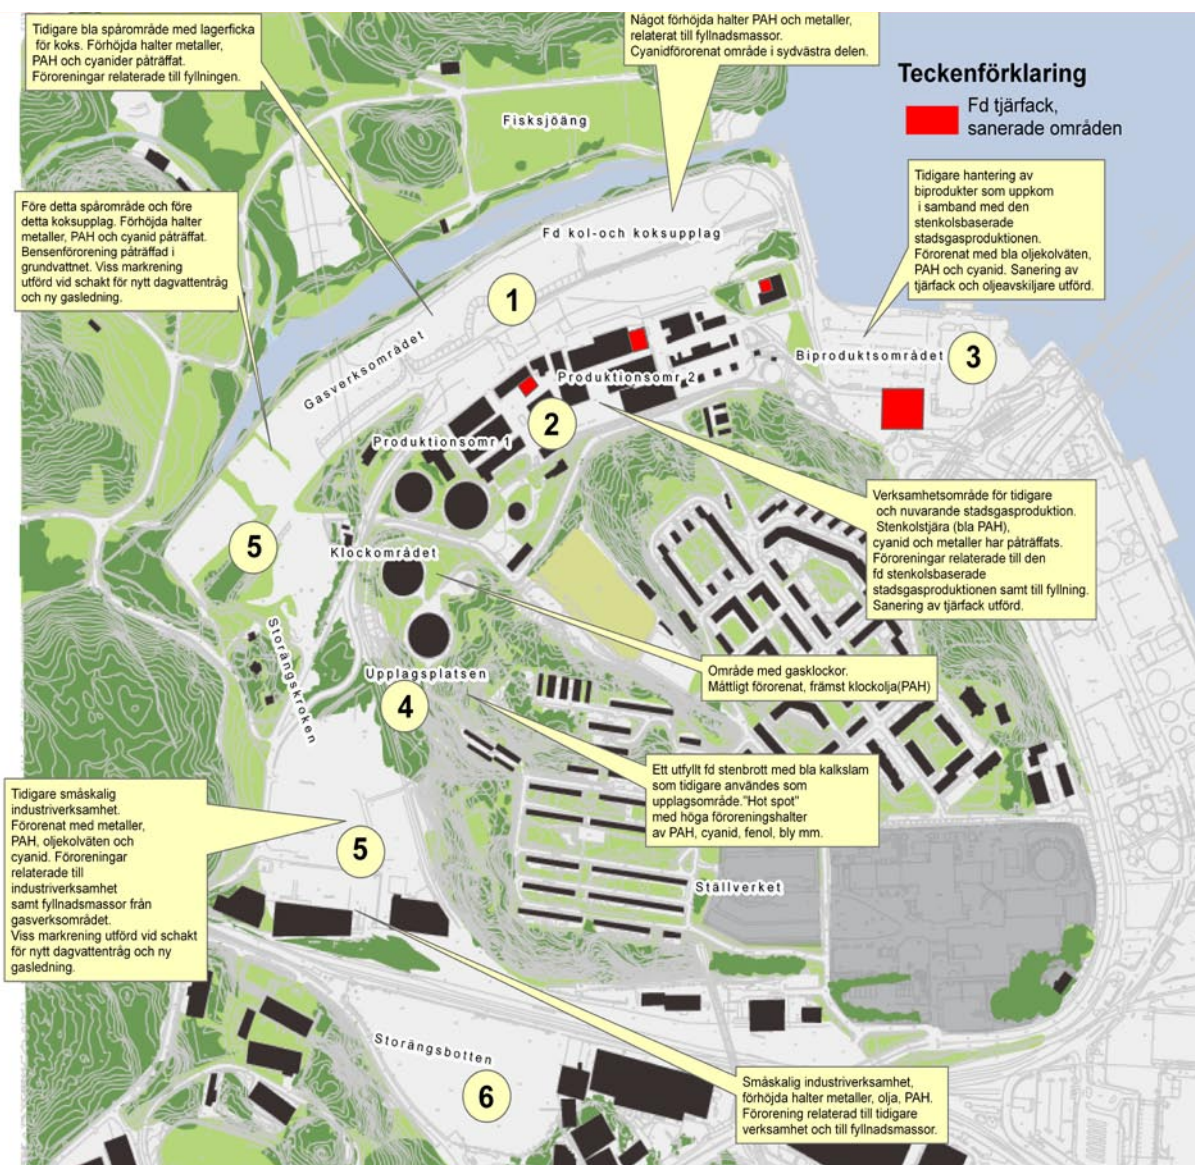 Tidigare bla spårområde med lagerficka
för koks. Förhöjda halter metaller,
PAH och cyanider påträffat.
Föroreningar relaterade till fyllningen.
Något förhöjda halter PAH och metaller,
relaterat till fyllnadsmassor.
Cyanidförorenat område i sydvästra delen.
Teckenförklaring
Fd tjärfack,
sanerade områden
Fisksjöäng
Tidigare hantering av
biprodukter som uppkom
i samband med den
stenkolsbaserade
stadsgasproduktionen.
Förorenat med bla oljekolväten,
PAH och cyanid. Sanering av
tjärfack och oljeavskiljare utförd.
Före detta spårområde och före
detta koksupplag. Förhöjda halter
metaller, PAH och cyanid påträffat.
Bensenförorening påträffad i
grundvattnet. Viss markrening
utförd vid schakt för nytt dagvattentråg
och ny gasledning.
Fd kol-och koksupplag
1
Gasverksområdet
Biproduktsområdet
3
Produktionsomr 2
2
Produktionsomr 1
Verksamhetsområde för tidigare
och nuvarande stadsgasproduktion.
Stenkolstjära (bla PAH),
cyanid och metaller har påträffats.
Föroreningar relaterade till den
fd stenkolsbaserade
stadsgasproduktionen samt till fyllning.
Sanering av tjärfack utförd.
5
Klockområdet
Storängskroken
Område med gasklockor.
Måttligt förorenat, främst klockolja(PAH)
Upplagsplatsen
4
Ett utfyllt fd stenbrott med bla kalkslam
som tidigare användes som
upplagsområde."Hot spot"
med höga föroreningshalter
av PAH, cyanid, fenol, bly mm.
Tidigare småskalig
industriverksamhet.
Förorenat med metaller,
PAH, oljekolväten och
cyanid. Föroreningar
relaterade till
industriverksamhet
samt fyllnadsmassor från
gasverksområdet.
Viss markrening utförd vid schakt
för nytt dagvattentråg och ny
gasledning.
5
Ställverket
Storängsbotten
6
Småskalig industriverksamhet,
förhöjda halter metaller, olja, PAH.
Förorening relaterad till tidigare
verksamhet och till fyllnadsmassor.